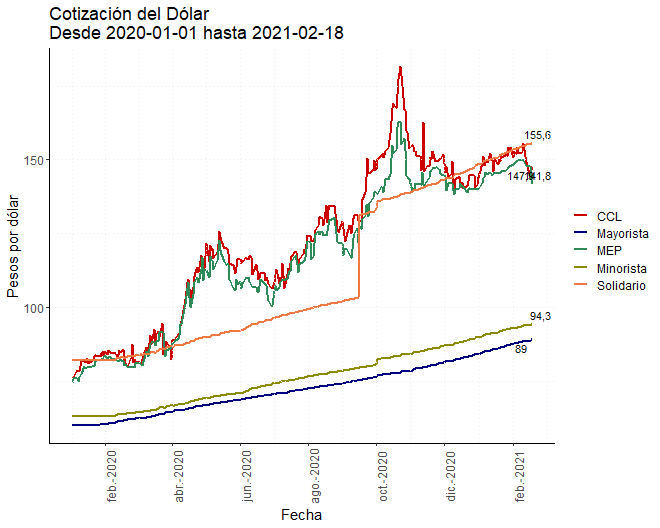 Cotización del Dólar
Desde 2020-01-01 hasta 2021-02-18
Pesos por dólar
150
100
155,6
141,8
94,3
89
CCL
Mayorista
MEP
Minorista
Solidario
feb.-2020
abr.-2020
jun.-2020
ago.-2020
oct.-2020
dic.-2020
feb.-2021
Fecha